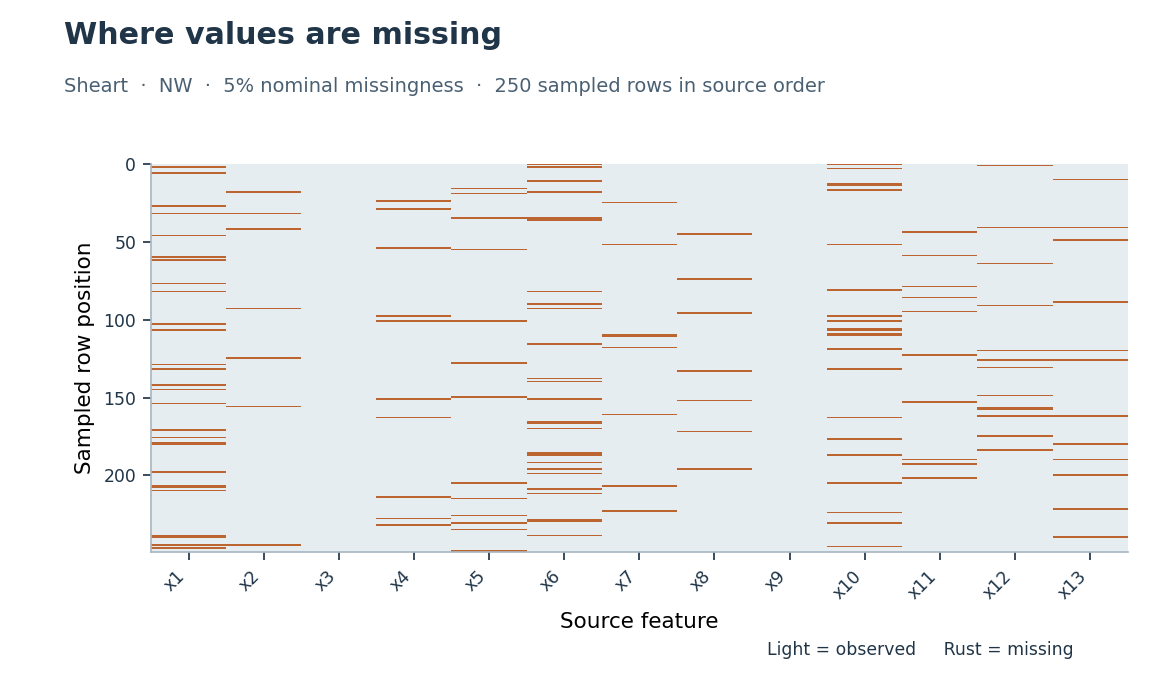 Where values are missing
Sheart · NW · 5% nominal missingness · 250 sampled rows in source order
Sampled row position
0
50
100
150
200
x1 x2 x3 x4 x5 x6 x7 x8 x9 x10 x11 x12 x13
Source feature
Light = observed Rust = missing